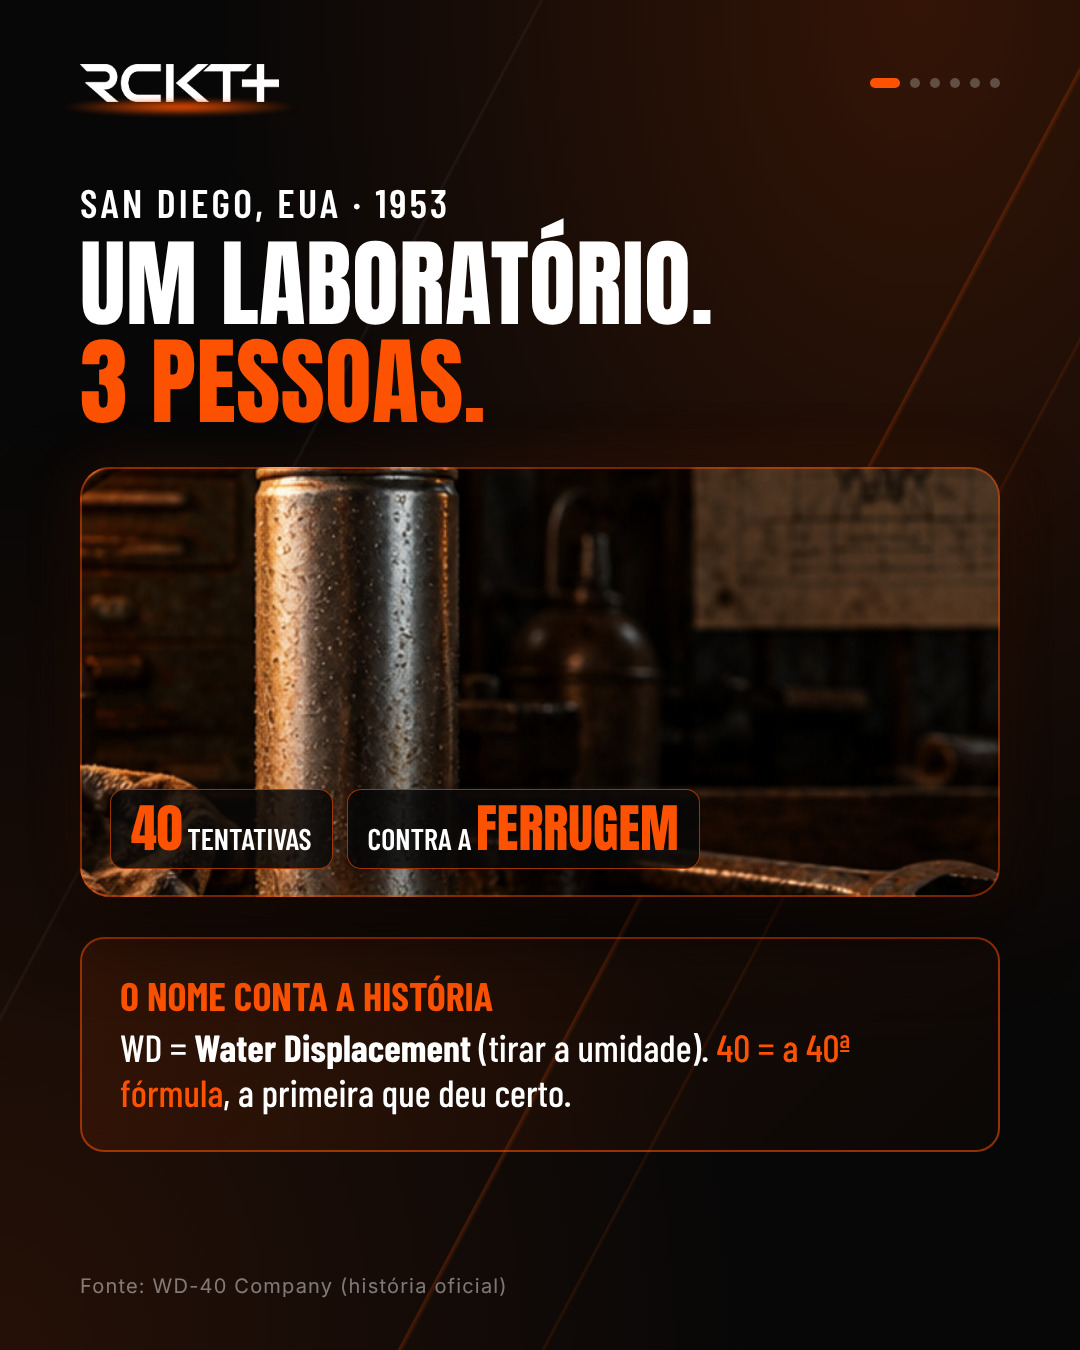 RCKT+
SAN DIEGO, EUA · 1953
UM LABORATÓRIO.
3 PESSOAS.
40 TENTATIVAS
CONTRA A FERRUGEM
O NOME CONTA A HISTÓRIA
WD = Water Displacement (tirar a umidade). 40 = a 40ª
fórmula, a primeira que deu certo.
Fonte: WD-40 Company (história oficial)